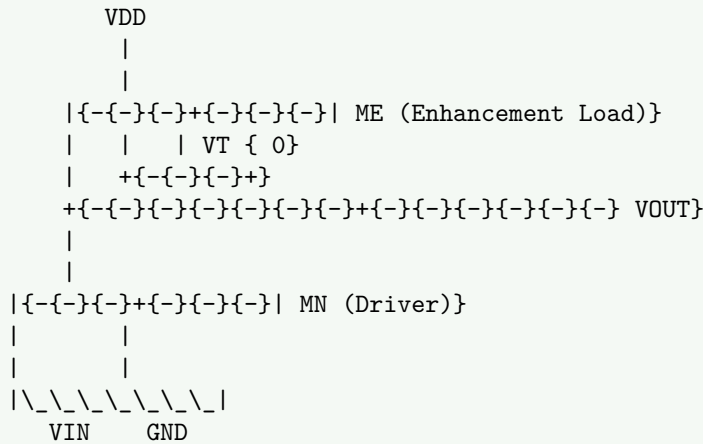 VDD
|
|
|{-{-}{-}+{-}{-}{-}| ME (Enhancement Load)}
| | | VT { 0}
| +{-{-}{-}+}
+{-{-}{-}{-}{-}{-}{-}+{-}{-}{-}{-}{-}{-} VOUT}
|
|
|{-{-}{-}+{-}{-}{-}| MN (Driver)}
| |
| |
|\_\_\_\_\_\_\_|
VIN GND